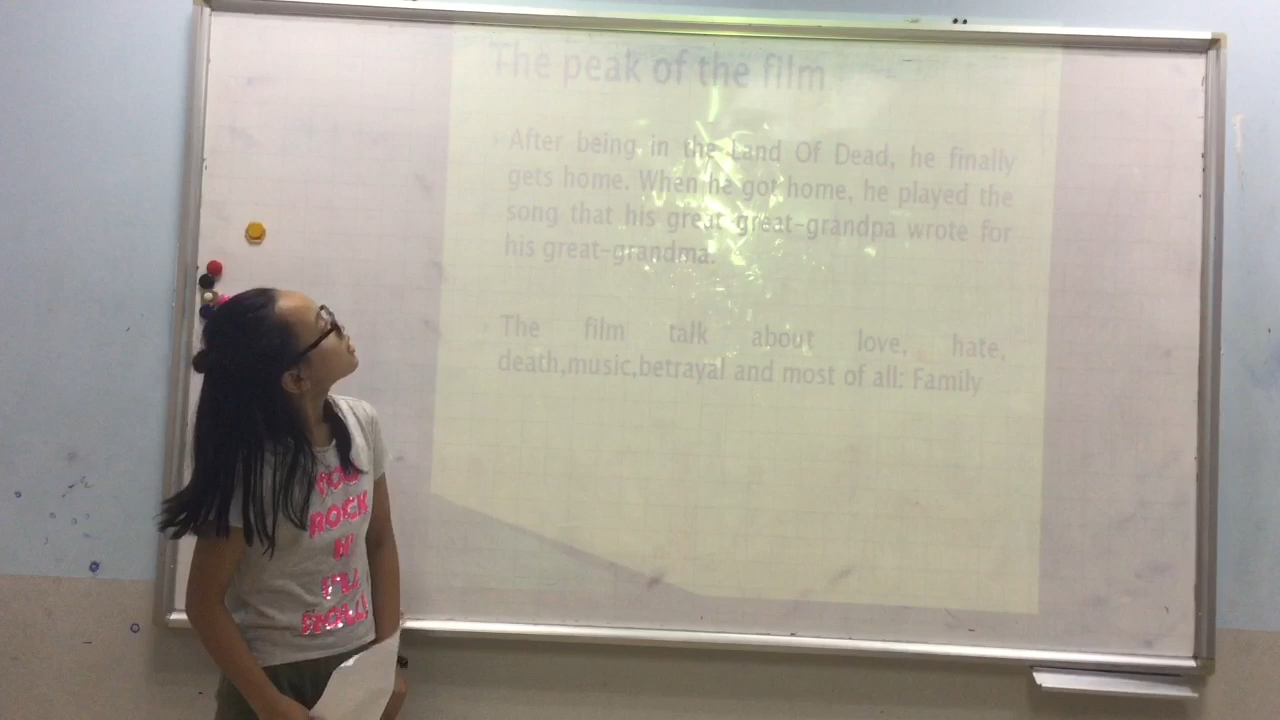 The peak of the film
After being in the Land Of Dead, he finally
gets home. When he got home, he played the
song that his great-great-grandpa wrote for
his great-grandma.
The film talk about love, hate,
death,music,betrayal and most of all: Family
YOU
ROCK